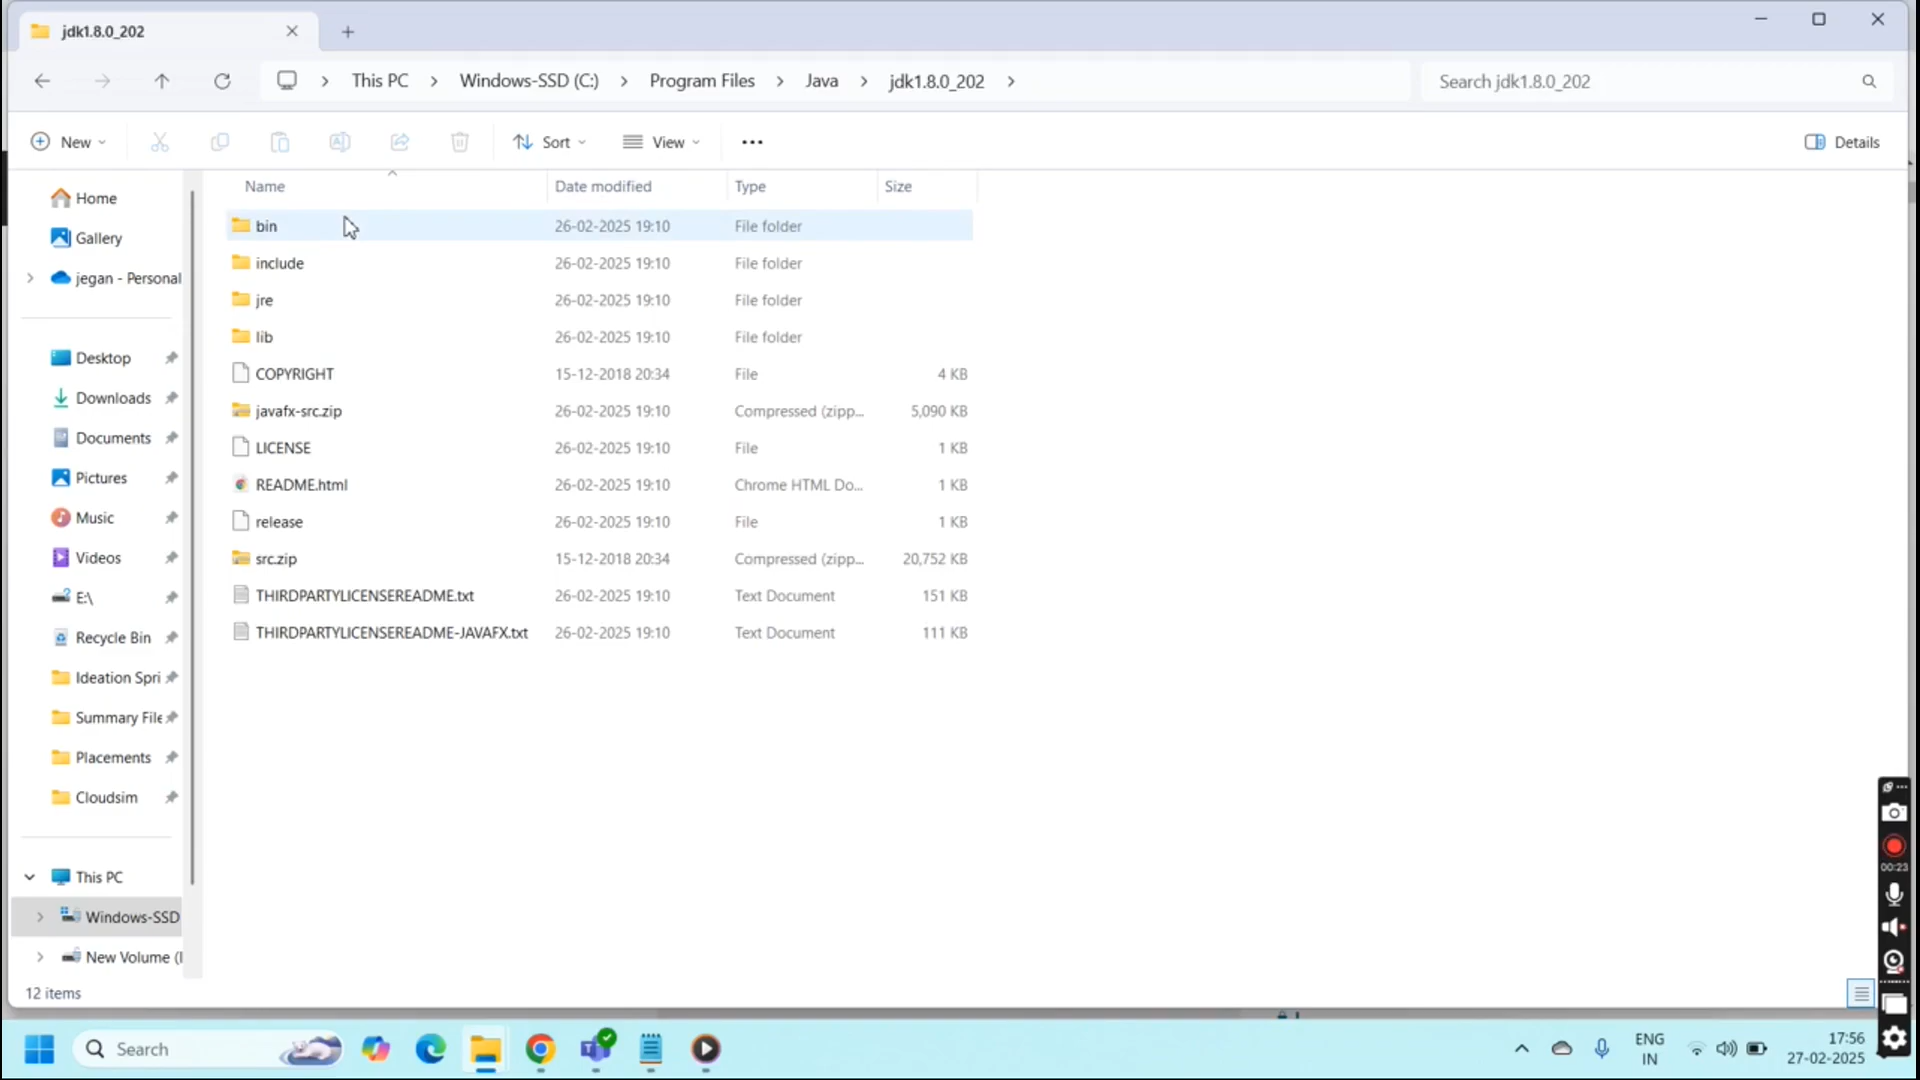 jdk1.8.0_202
This PC > Windows-SSD (C:) > Program Files > Java > jdk1.8.0_202 >
Search jdk1.8.0_202
New
Sort
View
Details
Name Date modified Type Size
bin 26-02-2025 19:10 File folder
include 26-02-2025 19:10 File folder
jre 26-02-2025 19:10 File folder
lib 26-02-2025 19:10 File folder
COPYRIGHT 15-12-2018 20:34 File 4 KB
javafx-src.zip 26-02-2025 19:10 Compressed (zipp... 5,090 KB
LICENSE 26-02-2025 19:10 File 1 KB
README.html 26-02-2025 19:10 Chrome HTML Do... 1 KB
release 26-02-2025 19:10 File 1 KB
src.zip 15-12-2018 20:34 Compressed (zipp... 20,752 KB
THIRDPARTYLICENSEREADME.txt 26-02-2025 19:10 Text Document 151 KB
THIRDPARTYLICENSEREADME-JAVAFX.txt 26-02-2025 19:10 Text Document 111 KB
Home
Gallery
jegan - Personal
Desktop
Downloads
Documents
Pictures
Music
Videos
E:\
Recycle Bin
Ideation Spri
Summary File
Placements
Cloudsim
This PC
Windows-SSD
New Volume (
12 items
00:23
Search
ENG
IN
17:56
27-02-2025